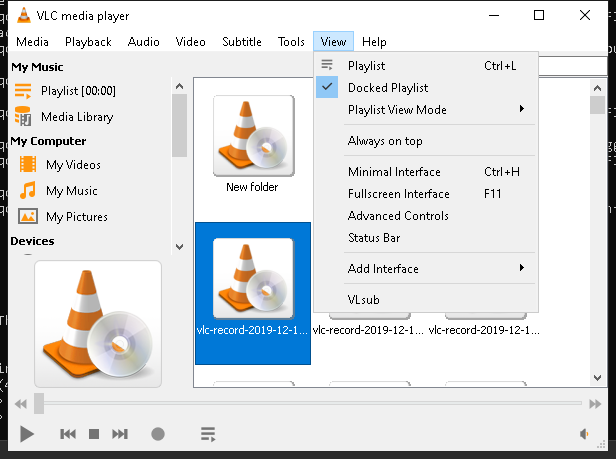 VLC media player
Media Playback Audio Video Subtitle Tools View Help
My Music
Playlist [00:00]
Media Library
My Computer
My Videos
My Music
My Pictures
Devices
New folder
vlc-record-2019-12-1... vlc-record-2019-12-1... vlc-record-2019-12-1...
Playlist Ctrl+L
Docked Playlist
Playlist View Mode
Always on top
Minimal Interface Ctrl+H
Fullscreen Interface F11
Advanced Controls
Status Bar
Add Interface
VLsub